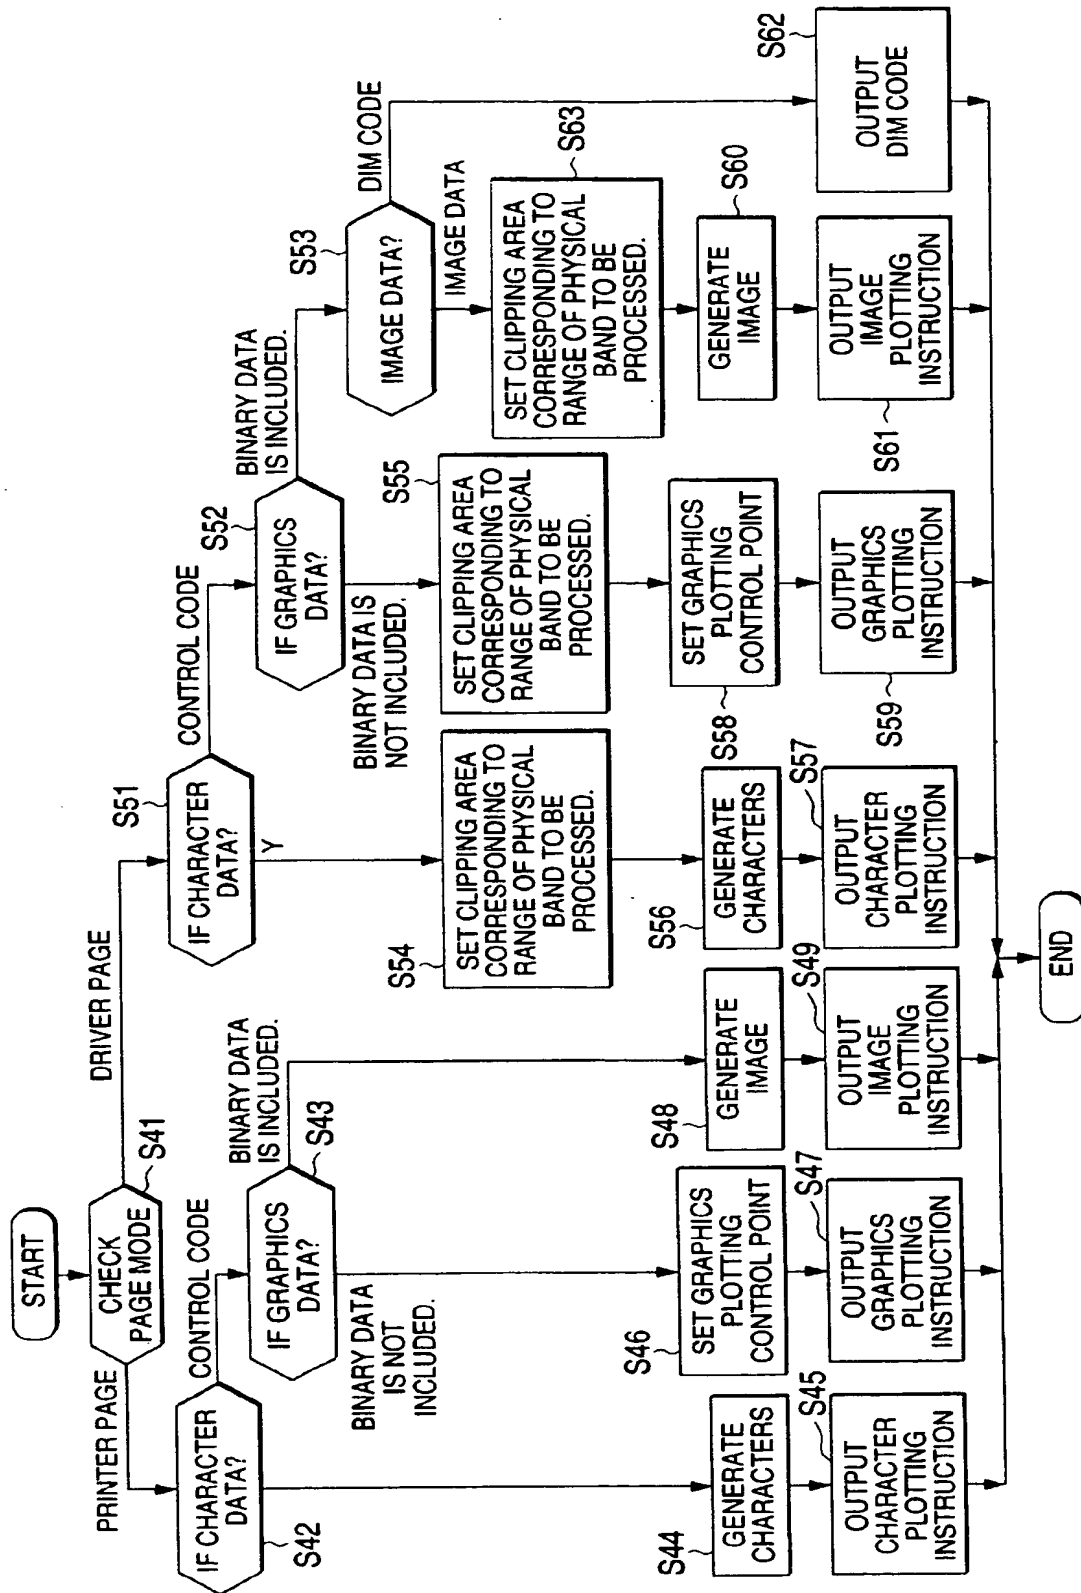 START
CHECK
PAGE MODE
S41
PRINTER PAGE
DRIVER PAGE
IF CHARACTER
DATA?
S42
CONTROL CODE
IF GRAPHICS
DATA?
S43
BINARY DATA
IS INCLUDED.
BINARY DATA
IS NOT
INCLUDED.
GENERATE
CHARACTERS
S44
OUTPUT
CHARACTER
PLOTTING
INSTRUCTION
S45
SET GRAPHICS
PLOTTING
CONTROL POINT
S46
OUTPUT
GRAPHICS
PLOTTING
INSTRUCTION
S47
GENERATE
IMAGE
S48
OUTPUT
IMAGE
PLOTTING
INSTRUCTION
S49
IF CHARACTER
DATA?
S51
Y
CONTROL CODE
IF GRAPHICS
DATA?
S52
BINARY DATA
IS INCLUDED.
BINARY DATA IS
NOT INCLUDED.
IMAGE DATA?
S53
DIM CODE
IMAGE DATA
SET CLIPPING AREA
CORRESPONDING TO
RANGE OF PHYSICAL
BAND TO BE
PROCESSED.
S54
SET CLIPPING AREA
CORRESPONDING TO
RANGE OF PHYSICAL
BAND TO BE
PROCESSED.
S55
SET CLIPPING AREA
CORRESPONDING TO
RANGE OF PHYSICAL
BAND TO BE
PROCESSED.
S63
GENERATE
CHARACTERS
S56
OUTPUT
CHARACTER
PLOTTING
INSTRUCTION
S57
SET GRAPHICS
PLOTTING
CONTROL POINT
S58
OUTPUT
GRAPHICS
PLOTTING
INSTRUCTION
S59
GENERATE
IMAGE
S60
OUTPUT
IMAGE
PLOTTING
INSTRUCTION
S61
OUTPUT
DIM CODE
S62
END